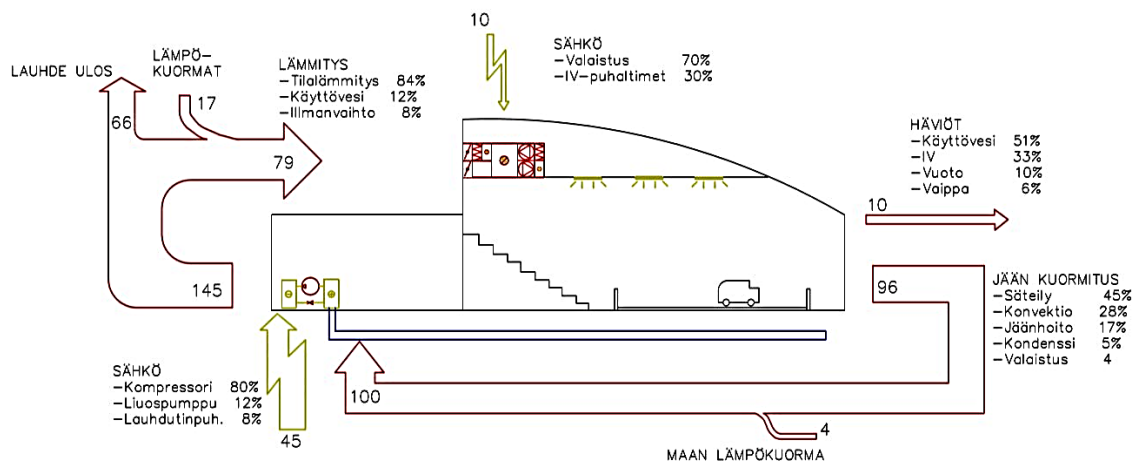 10
SÄHKÖ
-Valaistus 70%
-IV-puhaltimet 30%
LAUHDE ULOS
LÄMPÖ-
KUORMAT
17
66
79
145
LÄMMITYS
-Tilalämmitys 84%
-Käyttövesi 12%
-Illmanvaihto 8%
HÄVIÖT
-Käyttövesi 51%
-IV 33%
-Vuoto 10%
-Vaippa 6%
10
96
JÄÄN KUORMITUS
-Säteily 45%
-Konvektio 28%
-Jäänhoito 17%
-Kondenssi 5%
-Valaistus 4
SÄHKÖ
-Kompressori 80%
-Liuospumppu 12%
-Lauhdutinpuh. 8%
45
100
4
MAAN LÄMPÖKUORMA